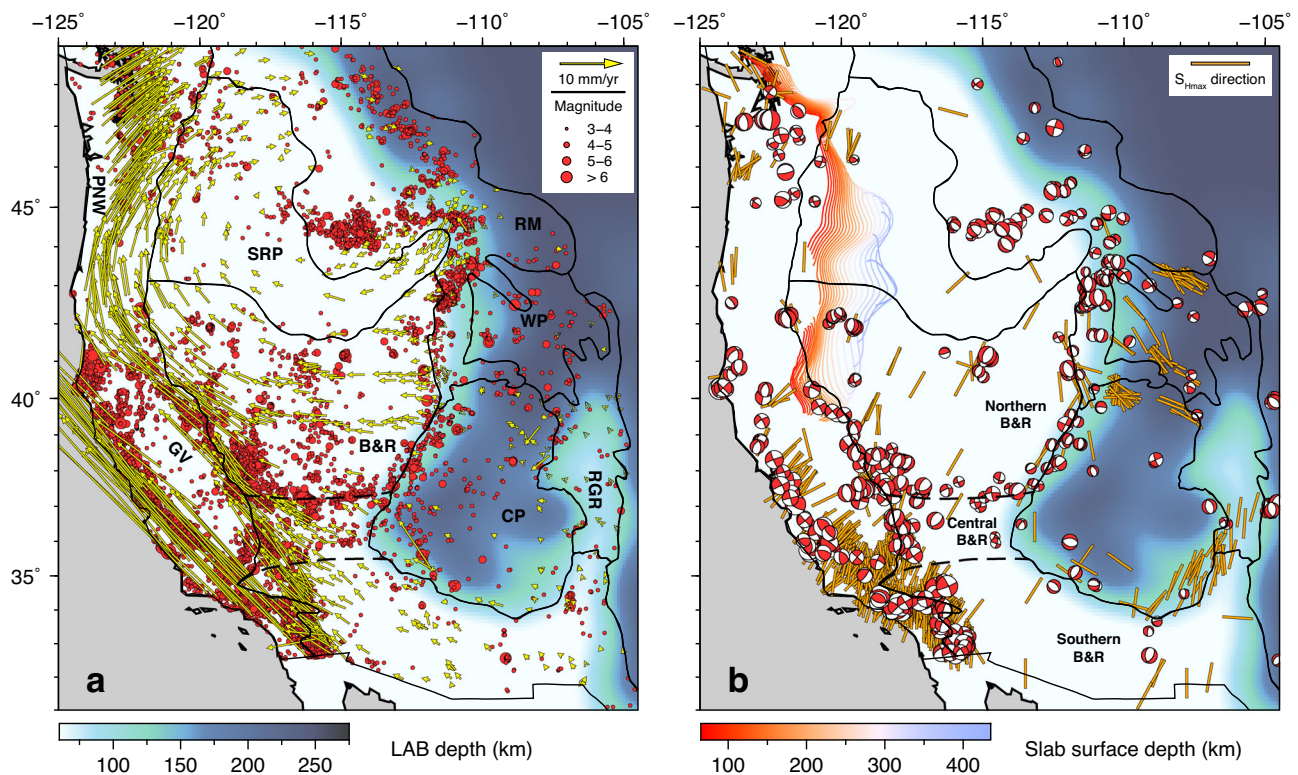 −125 −120˚ −115˚ −110˚ −105˚
10 mm/yr
Magnitude
3−4
4−5
5−6
> 6
45˚
40˚
35˚
PNW
SRP
RM
WP
B&R
GV
CP
RGR
a
100 150 200 250
LAB depth (km)
−125 −120˚ −115˚ −110˚ −105˚
SHmax direction
Northern
B&R
Central
B&R
Southern
B&R
b
100 200 300 400
Slab surface depth (km)